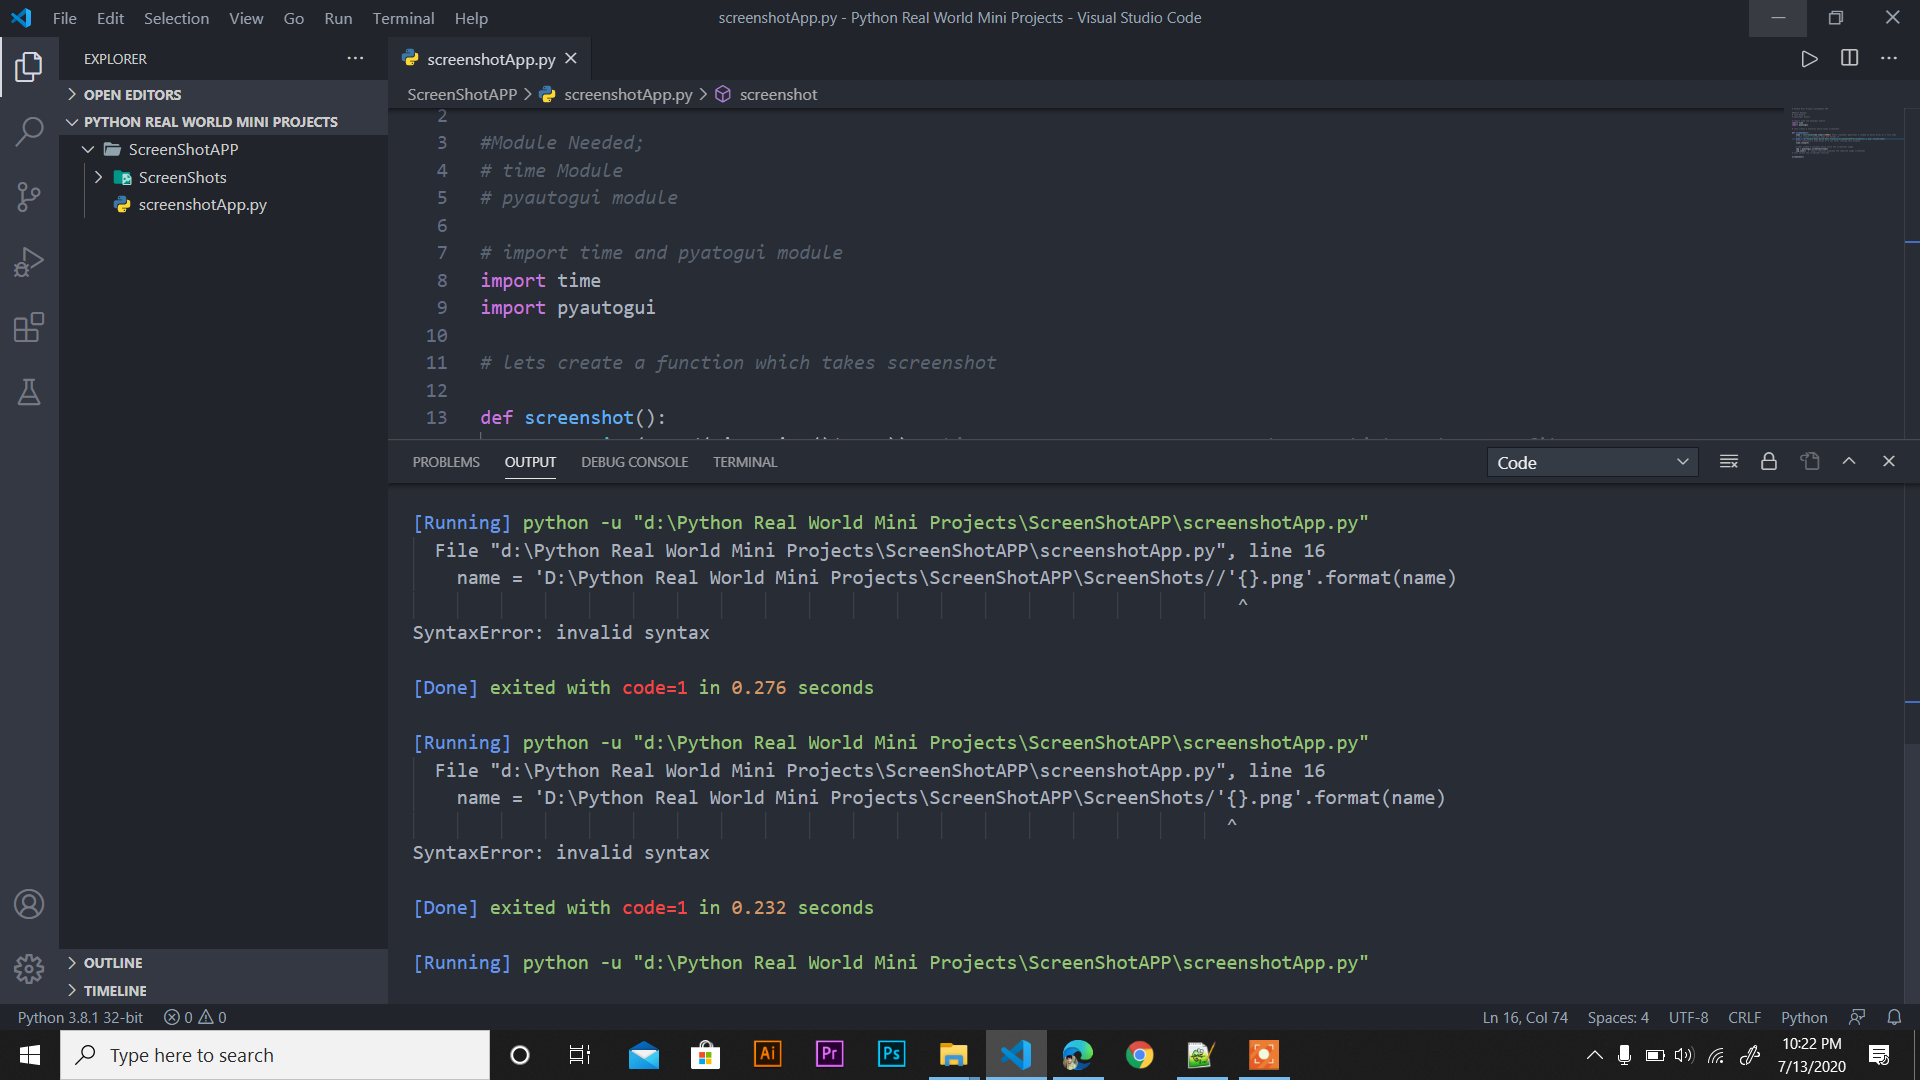 File Edit Selection View Go Run Terminal Help
screenshotApp.py - Python Real World Mini Projects - Visual Studio Code
EXPLORER
OPEN EDITORS
PYTHON REAL WORLD MINI PROJECTS
ScreenShotAPP
ScreenShots
screenshotApp.py
OUTLINE
TIMELINE
screenshotApp.py
ScreenShotAPP > screenshotApp.py > screenshot
2
3 #Module Needed;
4 # time Module
5 # pyautogui module
6
7 # import time and pyatogui module
8 import time
9 import pyautogui
10
11 # lets create a function which takes screenshot
12
13 def screenshot():
PROBLEMS OUTPUT DEBUG CONSOLE TERMINAL
Code
[Running] python -u "d:\Python Real World Mini Projects\ScreenShotAPP\screenshotApp.py"
File "d:\Python Real World Mini Projects\ScreenShotAPP\screenshotApp.py", line 16
name = 'D:\Python Real World Mini Projects\ScreenShotAPP\ScreenShots//'{}.png'.format(name)
^
SyntaxError: invalid syntax
[Done] exited with code=1 in 0.276 seconds
[Running] python -u "d:\Python Real World Mini Projects\ScreenShotAPP\screenshotApp.py"
File "d:\Python Real World Mini Projects\ScreenShotAPP\screenshotApp.py", line 16
name = 'D:\Python Real World Mini Projects\ScreenShotAPP\ScreenShots/'{}.png'.format(name)
^
SyntaxError: invalid syntax
[Done] exited with code=1 in 0.232 seconds
[Running] python -u "d:\Python Real World Mini Projects\ScreenShotAPP\screenshotApp.py"
Python 3.8.1 32-bit 0 0
Ln 16, Col 74 Spaces: 4 UTF-8 CRLF Python
Type here to search
Ai Pr Ps
10:22 PM
7/13/2020